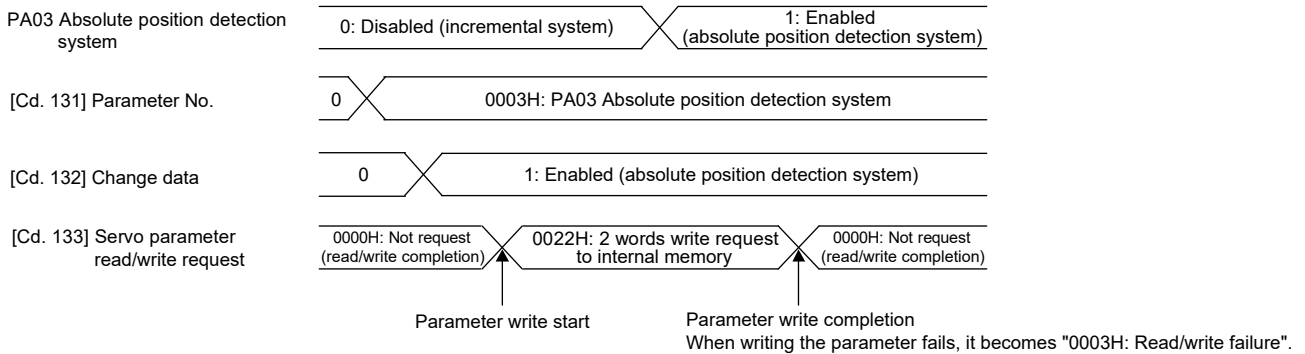 PA03 Absolute position detection
system
0: Disabled (incremental system)
1: Enabled
(absolute position detection system)
[Cd. 131] Parameter No.
0
0003H: PA03 Absolute position detection system
[Cd. 132] Change data
0
1: Enabled (absolute position detection system)
[Cd. 133] Servo parameter
read/write request
0000H: Not request
(read/write completion)
0022H: 2 words write request
to internal memory
0000H: Not request
(read/write completion)
Parameter write start
Parameter write completion
When writing the parameter fails, it becomes "0003H: Read/write failure".